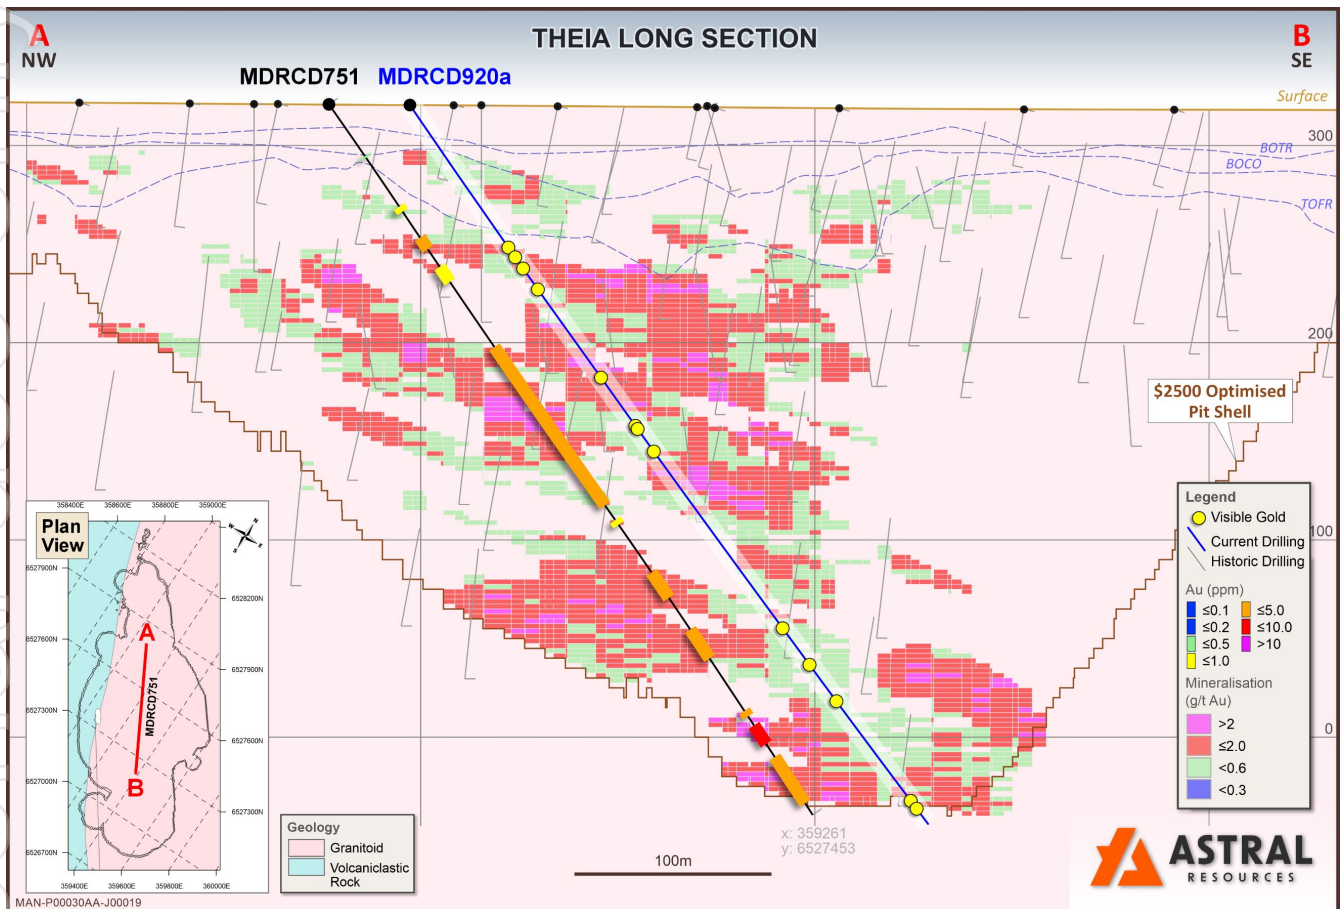 THEIA LONG SECTION
A
NW
B
SE
MDRCD751
MDRCD920a
Surface
300
BOTR
BOCO
TOFR
200
$2500 Optimised
Pit Shell
100
0
Legend
Visible Gold
Current Drilling
Historic Drilling
Au (ppm)
≤0.1
≤0.2
≤0.5
≤1.0
≤5.0
≤10.0
>10
Mineralisation
(g/t Au)
>2
≤2.0
<0.6
<0.3
358400E
358600E
358800E
359000E
Plan
View
N
W
E
S
6527900N
6528200N
6527600N
6527900N
6527300N
6527600N
6527000N
6527300N
6526700N
A
MDRCD751
B
359400E
359600E
359800E
360000E
Geology
Granitoid
Volcaniclastic
Rock
x: 359261
y: 6527453
100m
ASTRAL
RESOURCES
MAN-P00030AA-J00019